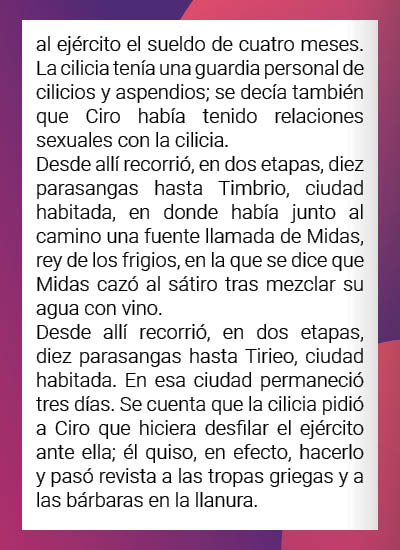 al ejército el sueldo de cuatro meses.
La cilicia tenía una guardia personal de
cilicios y aspendios; se decía también
que Ciro había tenido relaciones
sexuales con la cilicia.
Desde allí recorrió, en dos etapas, diez
parasangas hasta Timbrio, ciudad
habitada, en donde había junto al
camino una fuente llamada de Midas,
rey de los frigios, en la que se dice que
Midas cazó al sátiro tras mezclar su
agua con vino.
Desde allí recorrió, en dos etapas,
diez parasangas hasta Tirieo, ciudad
habitada. En esa ciudad permaneció
tres días. Se cuenta que la cilicia pidió
a Ciro que hiciera desfilar el ejército
ante ella; él quiso, en efecto, hacerlo
y pasó revista a las tropas griegas y a
las bárbaras en la llanura.